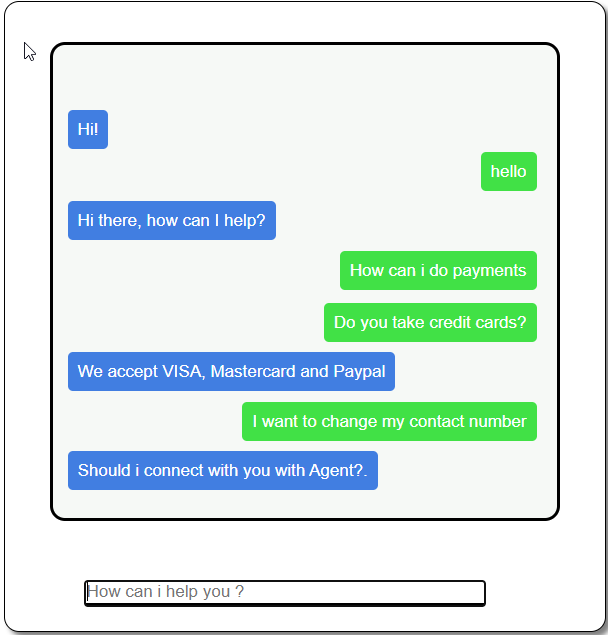 Hi!
hello
Hi there, how can I help?
How can i do payments
Do you take credit cards?
We accept VISA, Mastercard and Paypal
I want to change my contact number
Should i connect with you with Agent?.
How can i help you ?